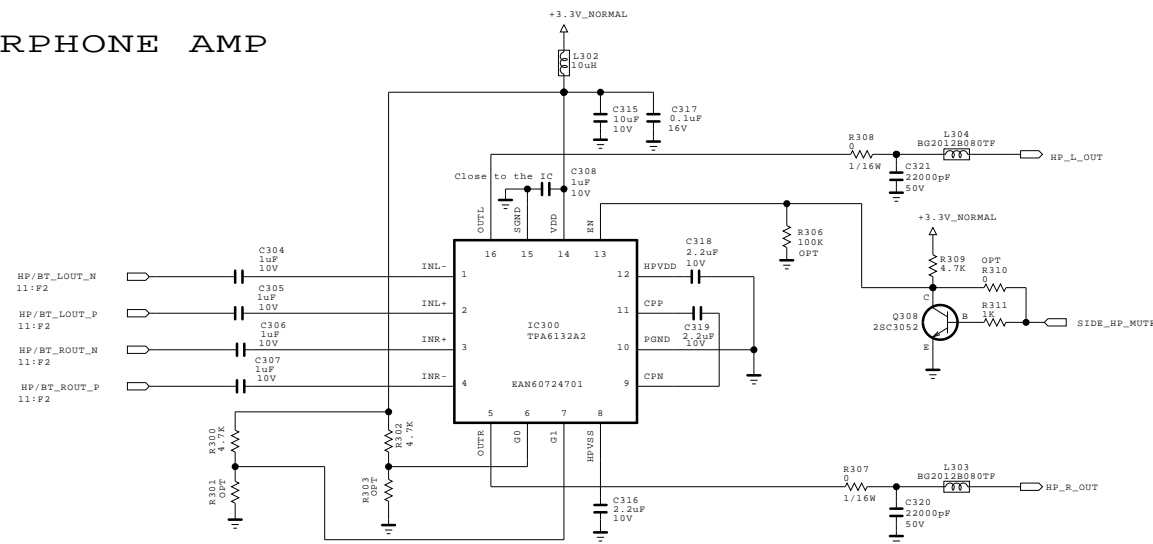 +3.3V_NORMAL
RPHONE AMP
L302
10uH
C315
10uF
10V
C317
0.1uF
16V
R308
0
1/16W
L304
BG2012B080TF
HP_L_OUT
C321
22000pF
50V
Close to the IC
C308
1uF
10V
OUTL
SGND
VDD
EN
+3.3V_NORMAL
R306
100K
OPT
R309
4.7K
OPT
R310
0
R311
1K
C
B
E
Q308
2SC3052
SIDE_HP_MUTE
16
15
14
13
C304
1uF
10V
HP/BT_LOUT_N
11:F2
INL-
1
C305
1uF
10V
HP/BT_LOUT_P
11:F2
INL+
2
C306
1uF
10V
HP/BT_ROUT_N
11:F2
INR+
3
C307
1uF
10V
HP/BT_ROUT_P
11:F2
INR-
4
IC300
TPA6132A2
EAN60724701
12
HPVDD
C318
2.2uF
10V
11
CPP
C319
2.2uF
10V
10
PGND
9
CPN
5
6
7
8
OUTR
G0
G1
HPVSS
R300
4.7K
R302
4.7K
R301
OPT
R303
OPT
C316
2.2uF
10V
R307
0
1/16W
L303
BG2012B080TF
HP_R_OUT
C320
22000pF
50V